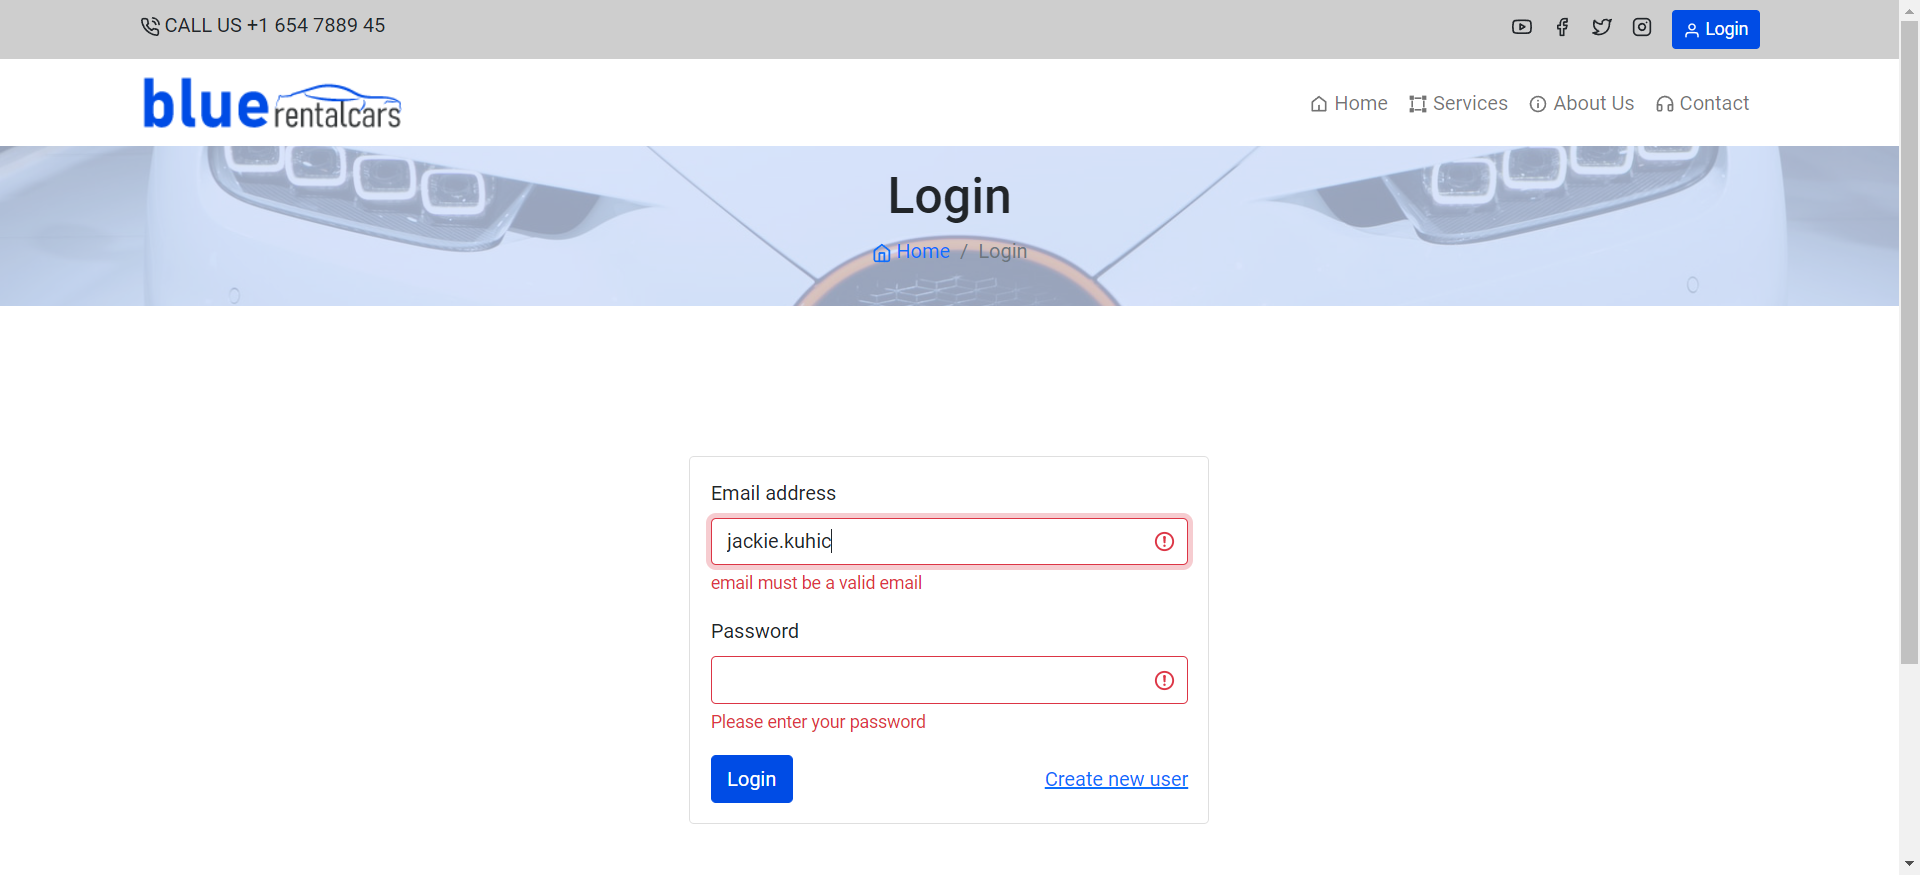 CALL US +1 654 7889 45
Login
blue rentalcars
Home
Services
About Us
Contact
Login
Home / Login
Email address
jackie.kuhic
email must be a valid email
Password
Please enter your password
Login
Create new user